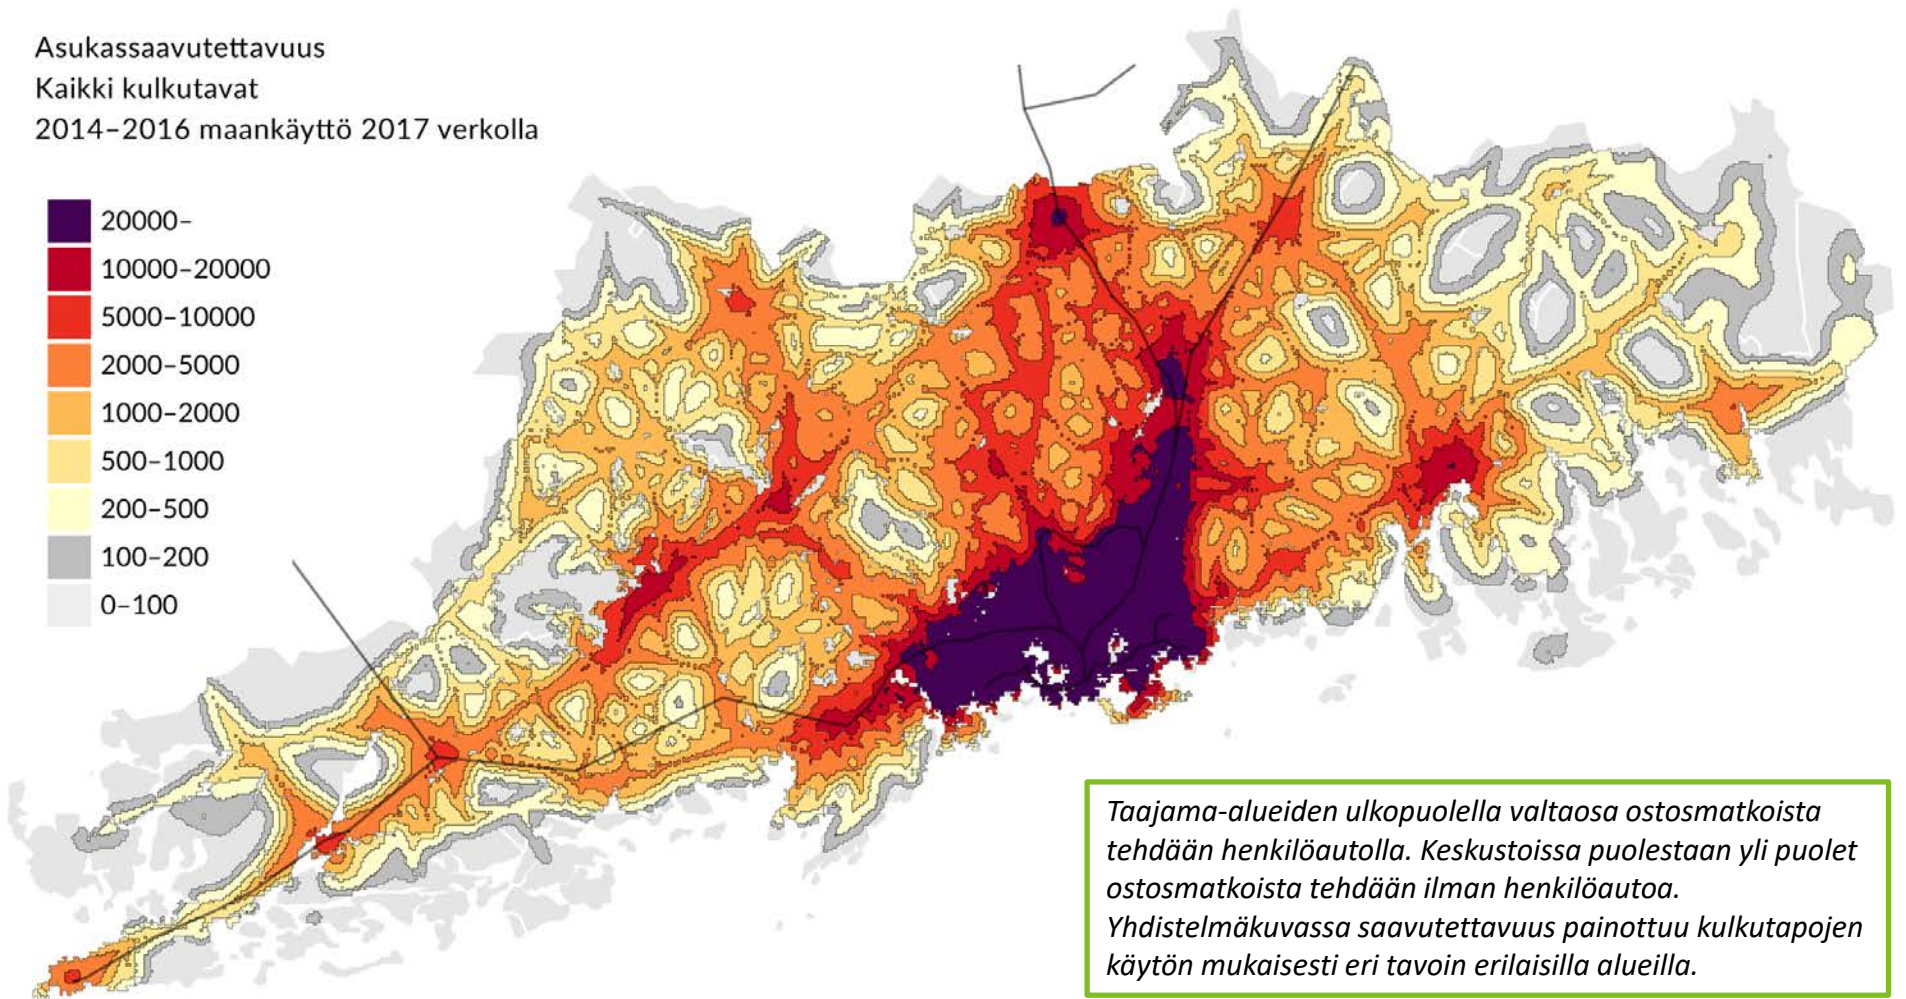 Asukassaavutettavuus
Kaikki kulkutavat
2014–2016 maankäyttö 2017 verkolla
20000–
10000–20000
5000–10000
2000–5000
1000–2000
500–1000
200–500
100–200
0–100
Taajama-alueiden ulkopuolella valtaosa ostosmatkoista
tehdään henkilöautolla. Keskustoissa puolestaan yli puolet
ostosmatkoista tehdään ilman henkilöautoa.
Yhdistelmäkuvassa saavutettavuus painottuu kulkutapojen
käytön mukaisesti eri tavoin erilaisilla alueilla.